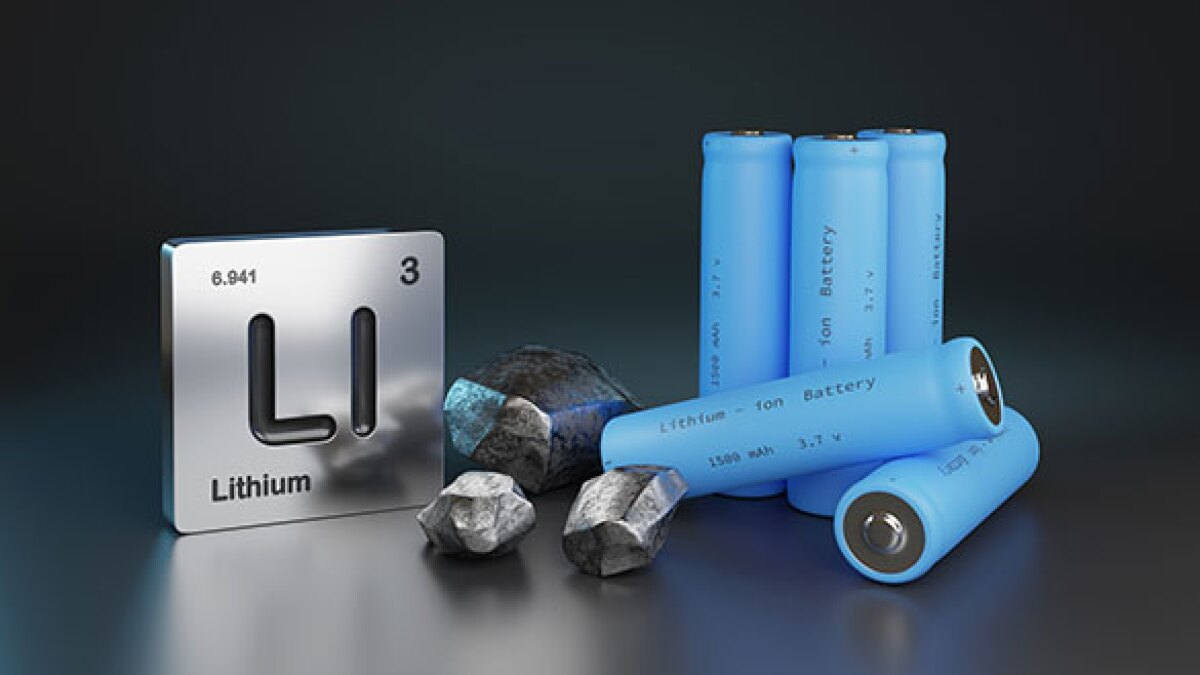 6.941
3
LI
Lithium
1500 mAh 3.7 v
+
- ion Battery
3.7 v
- ion Battery
Lithium - ion Battery
1500 mAh 3.7 v
+